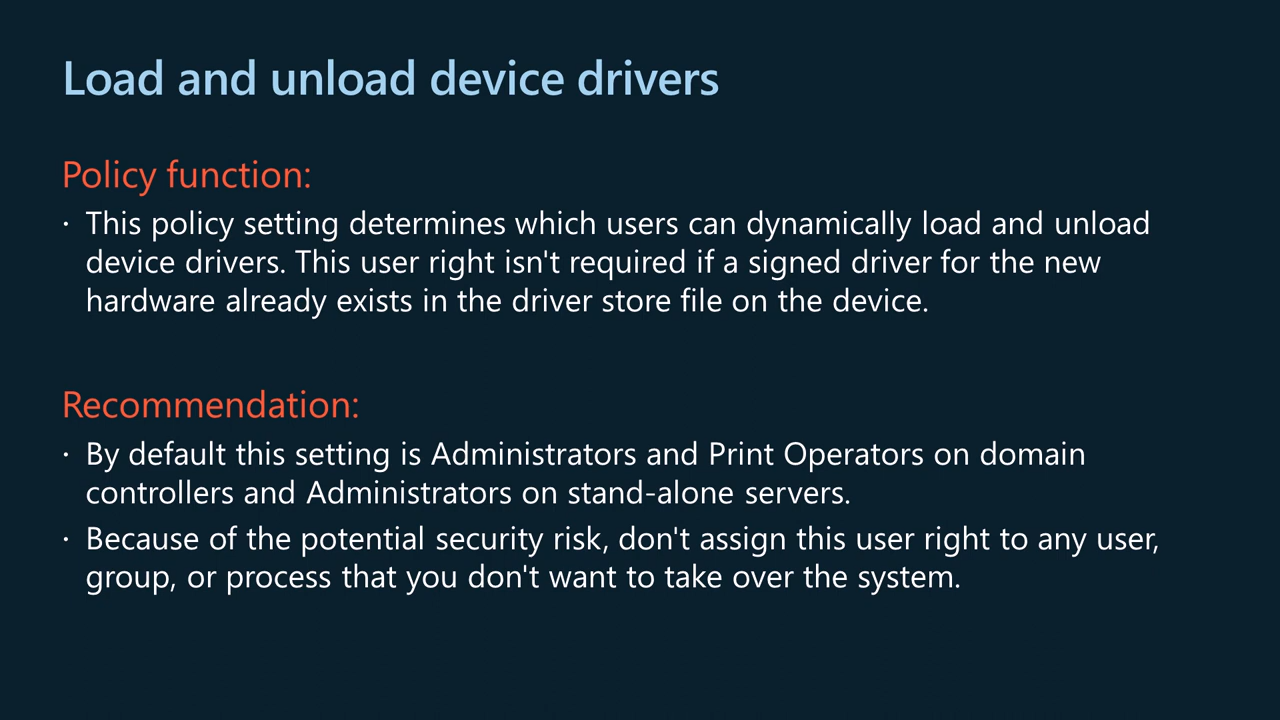 Load and unload device drivers
Policy function:
· This policy setting determines which users can dynamically load and unload
device drivers. This user right isn't required if a signed driver for the new
hardware already exists in the driver store file on the device.
Recommendation:
· By default this setting is Administrators and Print Operators on domain
controllers and Administrators on stand-alone servers.
· Because of the potential security risk, don't assign this user right to any user,
group, or process that you don't want to take over the system.